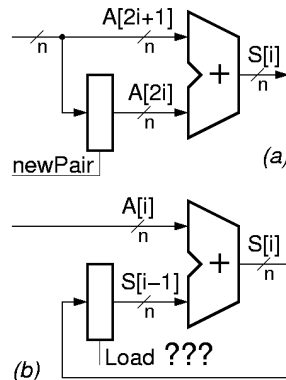 A[2i+1]
n
n
S[i]
+
n
A[2i]
n
newPair
(a)
A[i]
n
S[i]
+
n
S[i−1]
n
Load ???
(b)